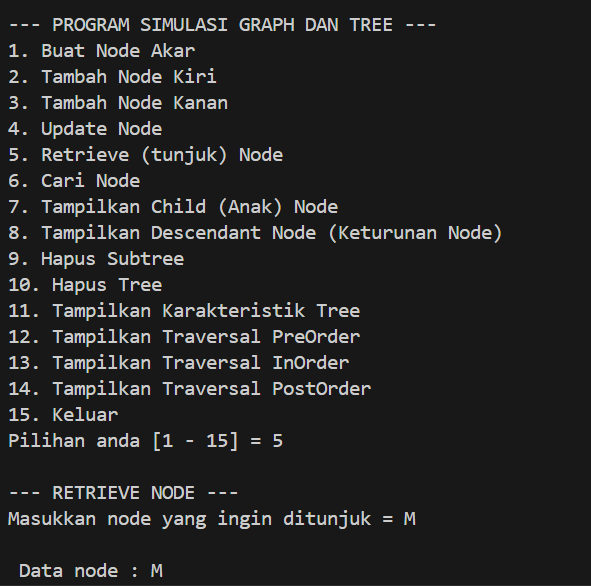 --- PROGRAM SIMULASI GRAPH DAN TREE ---
1. Buat Node Akar
2. Tambah Node Kiri
3. Tambah Node Kanan
4. Update Node
5. Retrieve (tunjuk) Node
6. Cari Node
7. Tampilkan Child (Anak) Node
8. Tampilkan Descendant Node (Keturunan Node)
9. Hapus Subtree
10. Hapus Tree
11. Tampilkan Karakteristik Tree
12. Tampilkan Traversal PreOrder
13. Tampilkan Traversal InOrder
14. Tampilkan Traversal PostOrder
15. Keluar
Pilihan anda [1 - 15] = 5
--- RETRIEVE NODE ---
Masukkan node yang ingin ditunjuk = M
Data node : M